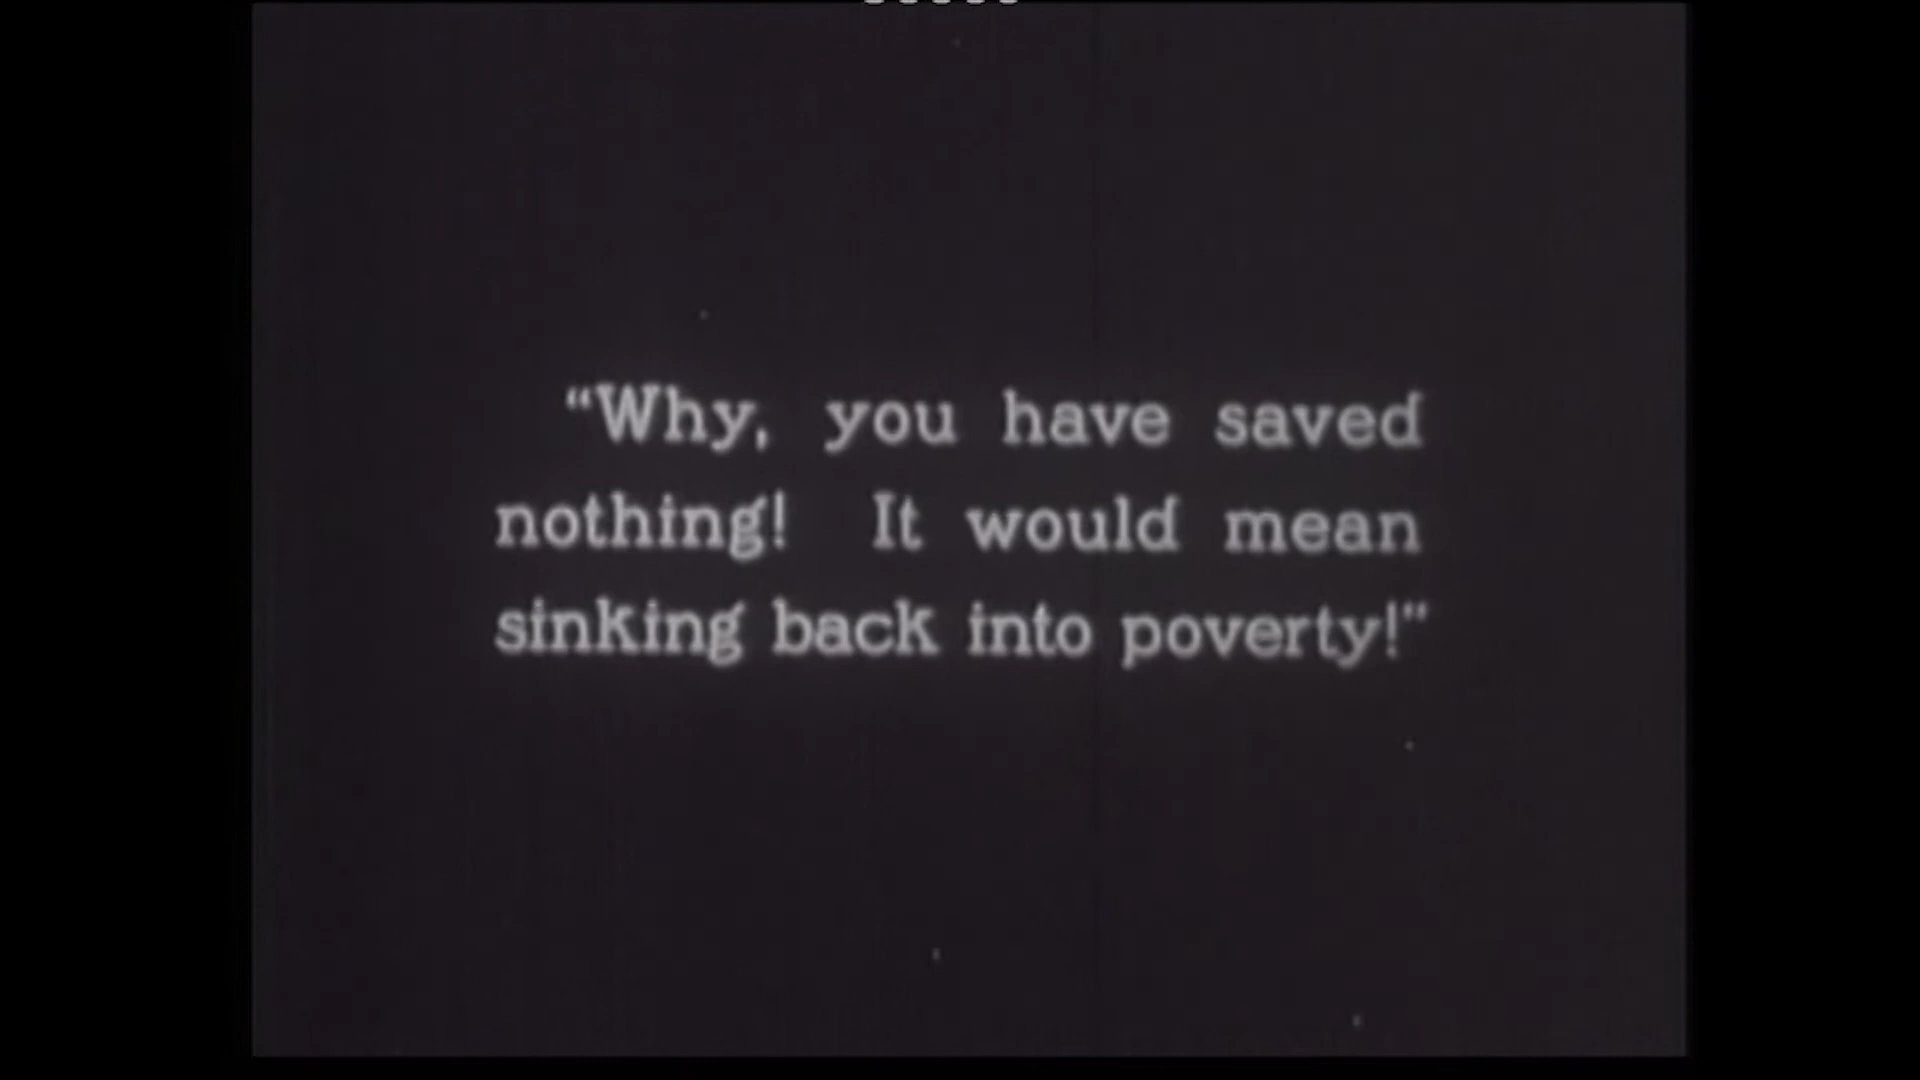 “Why, you have saved
nothing! It would mean
sinking back into poverty!”